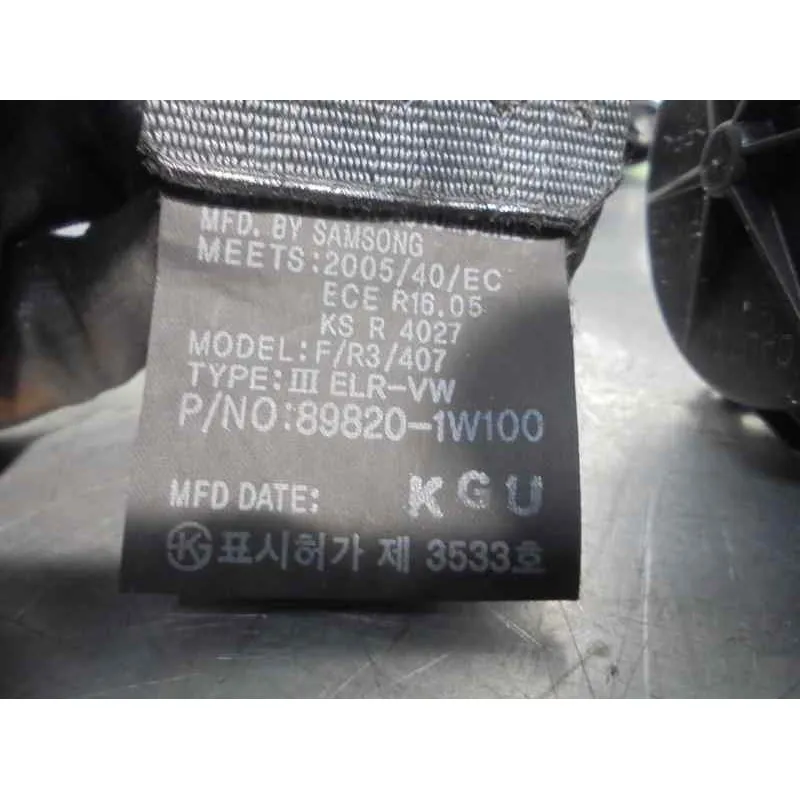 MFD. BY SAMSONG
MEETS:2005/40/EC
ECE R16.05
KS R 4027
MODEL:F/R3/407
TYPE:III ELR-VW
P/NO:89820-1W100
MFD DATE: KGU
표시허가 제 3533호